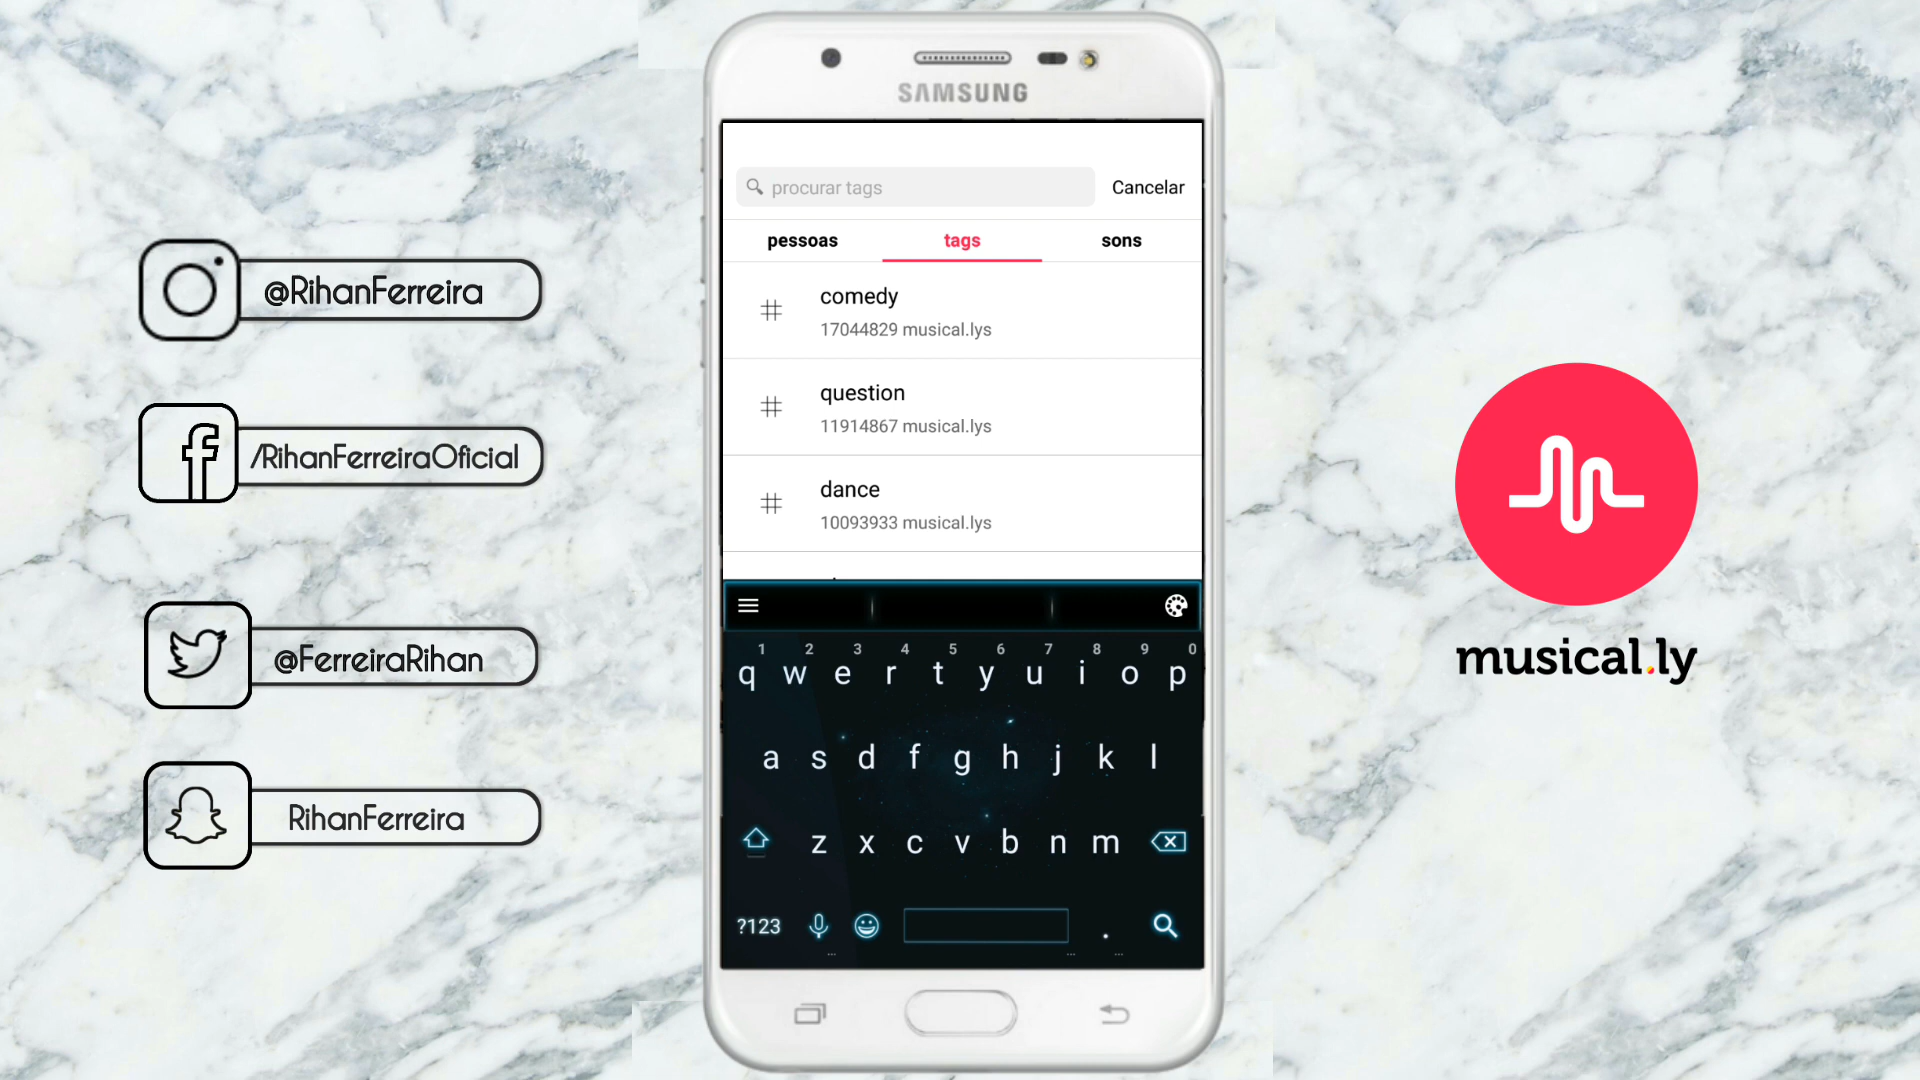 @RihanFerreira
/RihanFerreiraOficial
@FerreiraRihan
RihanFerreira
SAMSUNG
procurar tags
Cancelar
pessoas tags sons
# comedy
17044829 musical.lys
# question
11914867 musical.lys
# dance
10093933 musical.lys
1 2 3 4 5 6 7 8 9 0
q w e r t y u i o p
a s d f g h j k l
z x c v b n m
?123 .
musical.ly